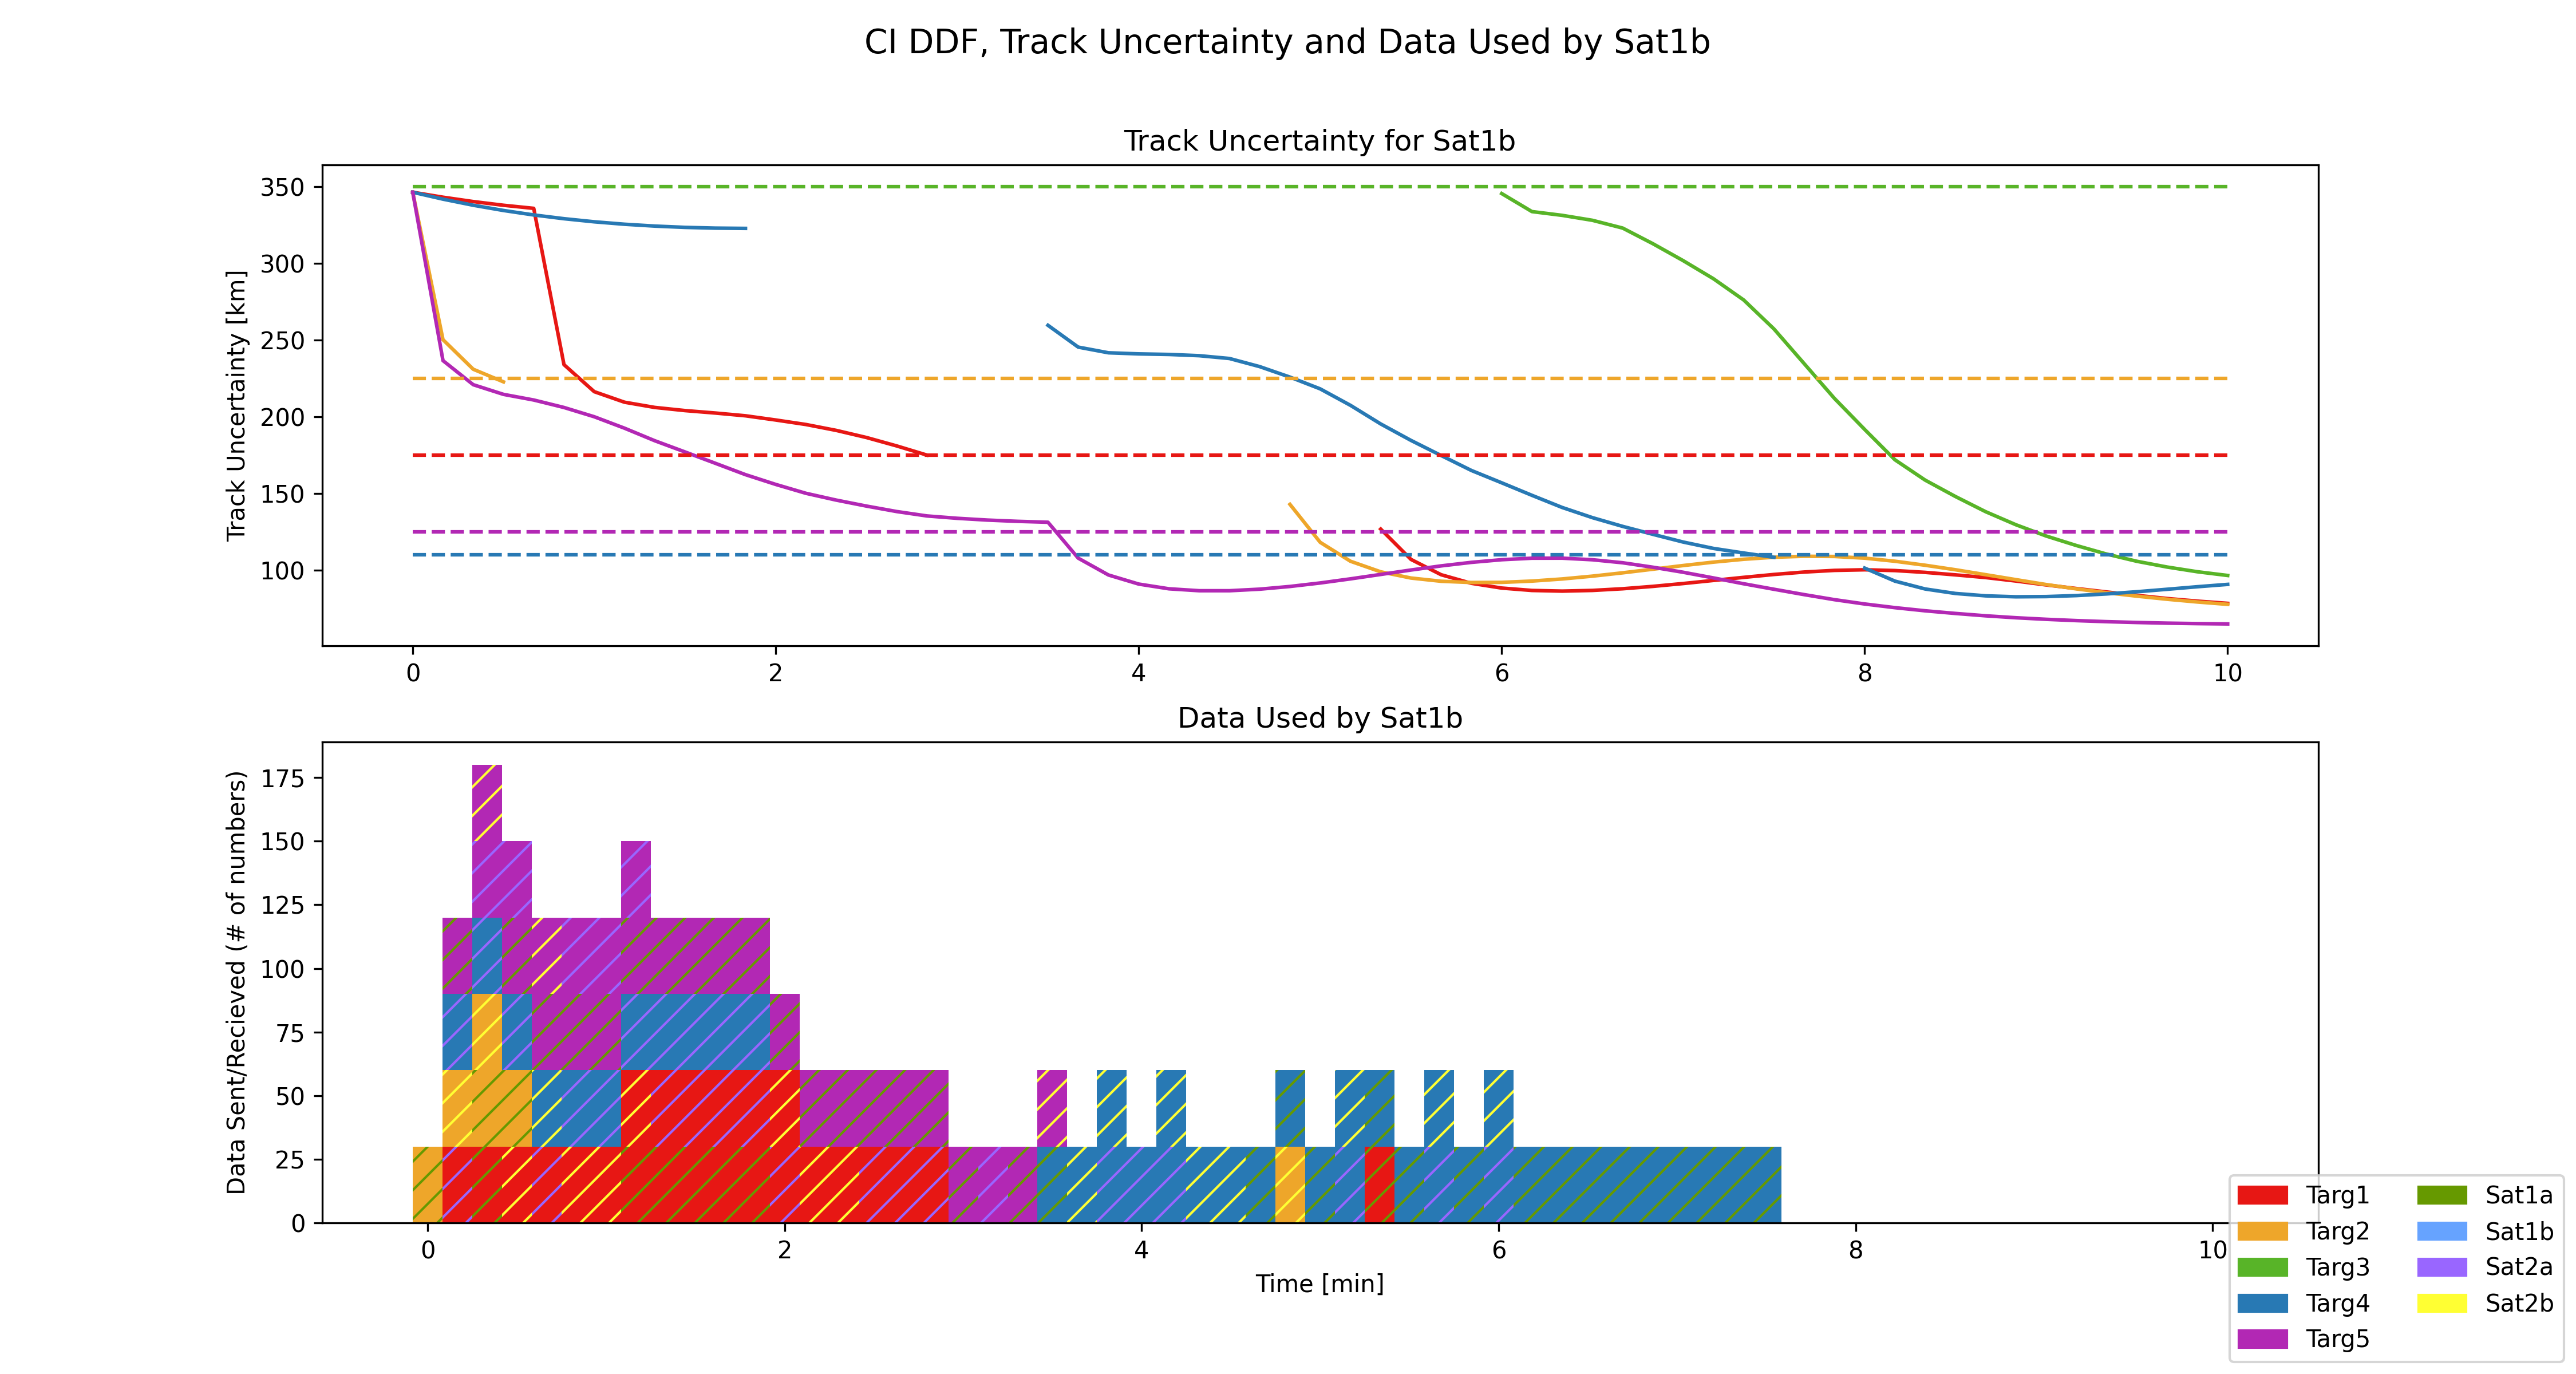 CI DDF, Track Uncertainty and Data Used by Sat1b
Track Uncertainty for Sat1b
Track Uncertainty [km]
350
300
250
200
150
100
0 2 4 6 8 10
Data Used by Sat1b
Data Sent/Recieved (# of numbers)
175
150
125
100
75
50
25
0
0 2 4 6 8 10
Time [min]
Targ1 Sat1a
Targ2 Sat1b
Targ3 Sat2a
Targ4 Sat2b
Targ5